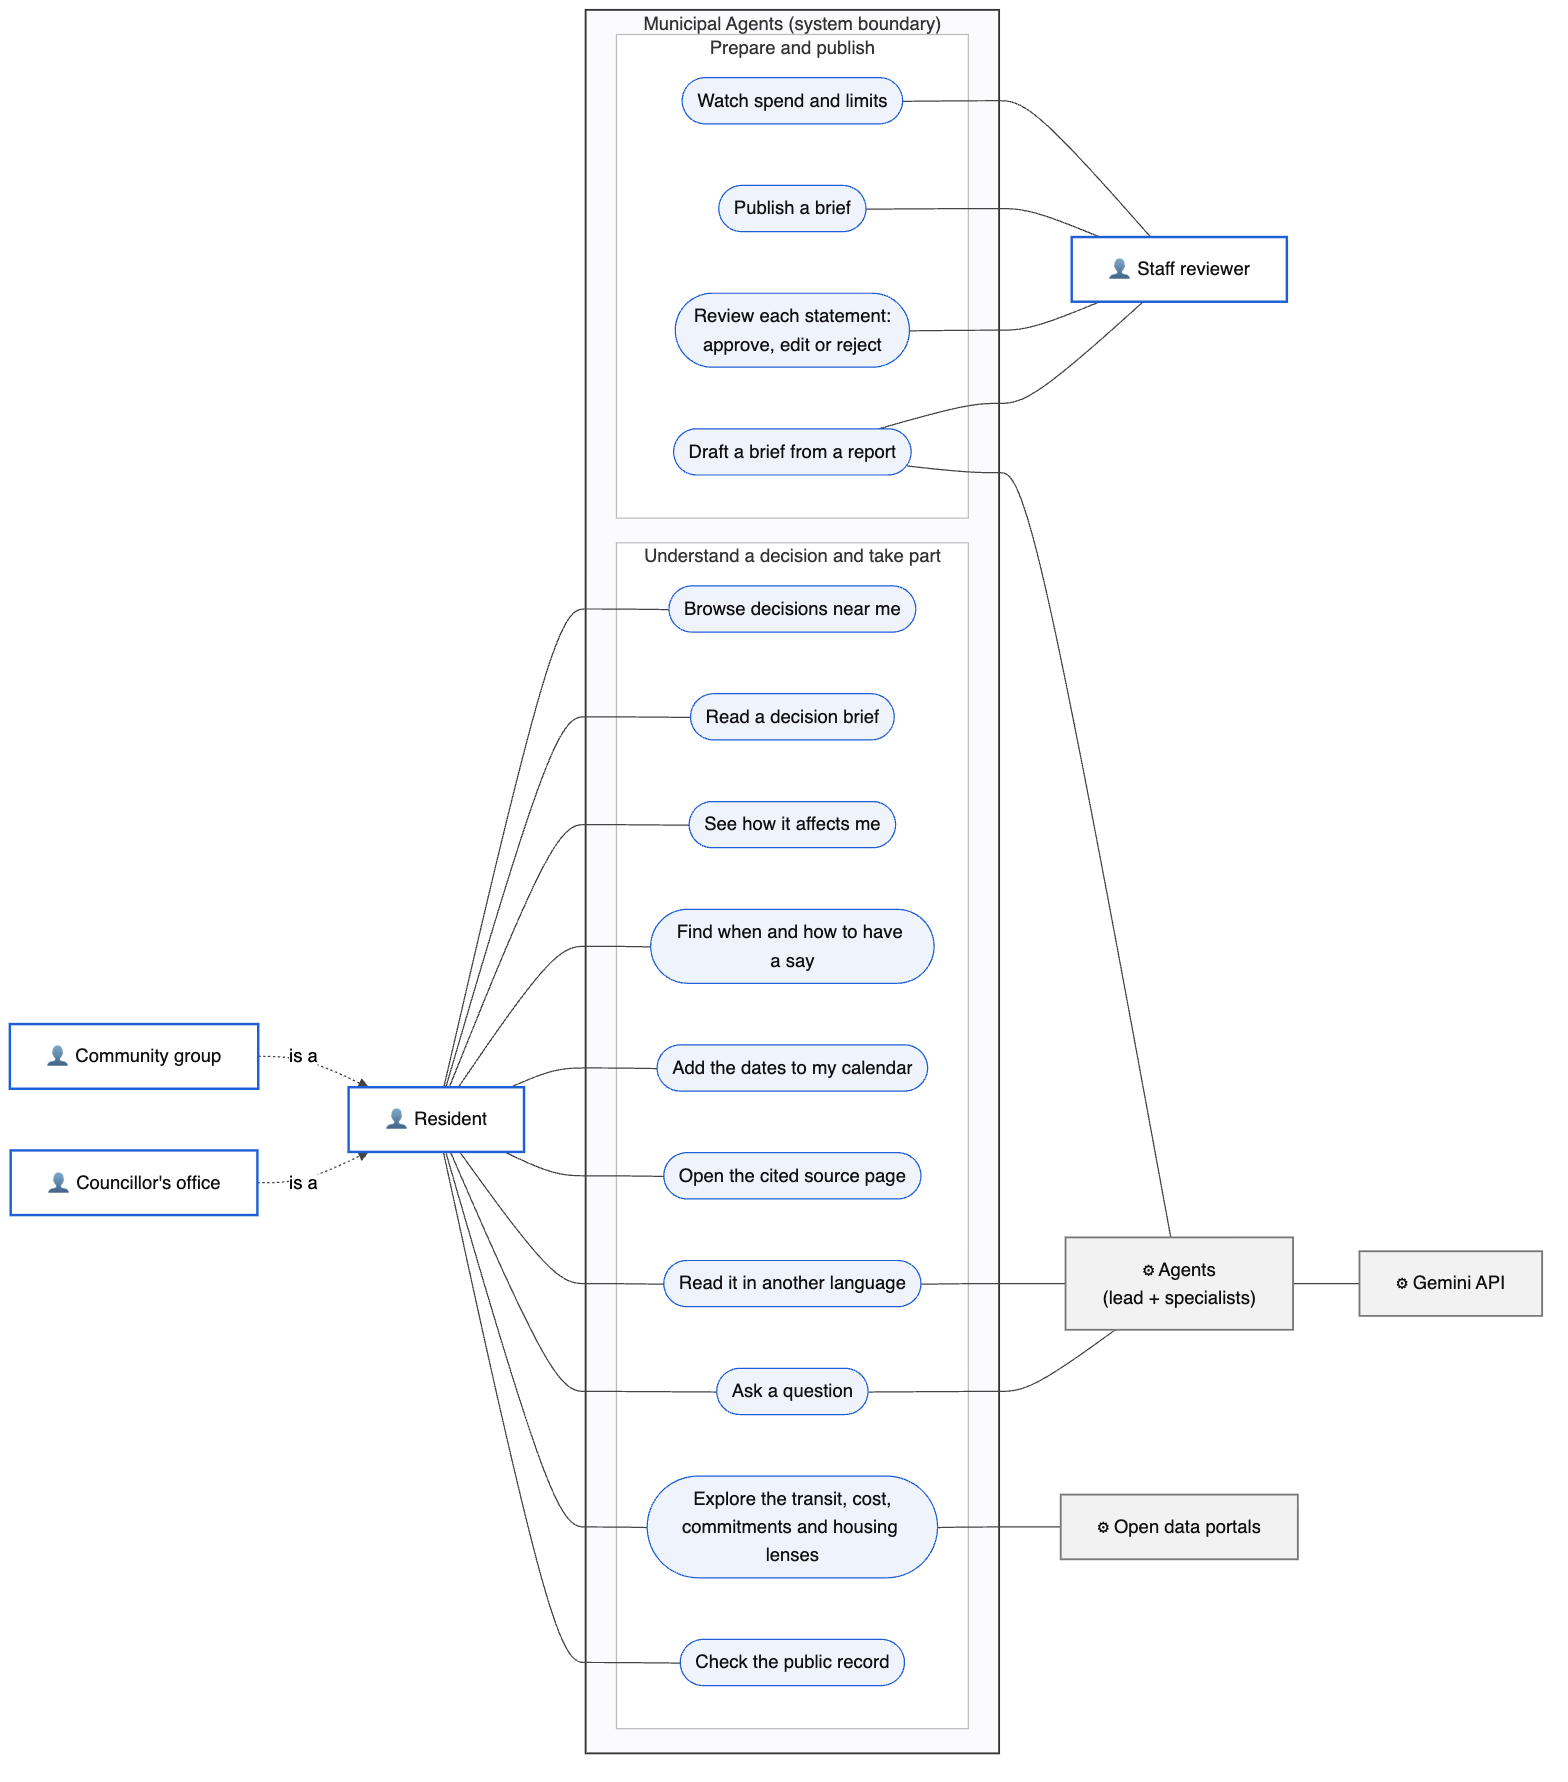 Municipal Agents (system boundary)
Prepare and publish
Watch spend and limits
Publish a brief
Staff reviewer
Review each statement:
approve, edit or reject
Draft a brief from a report
Understand a decision and take part
Browse decisions near me
Read a decision brief
See how it affects me
Find when and how to have
a say
Community group
is a
Add the dates to my calendar
Resident
Open the cited source page
Councillor's office
is a
Read it in another language
Agents
(lead + specialists)
Gemini API
Ask a question
Explore the transit, cost,
commitments and housing
lenses
Open data portals
Check the public record